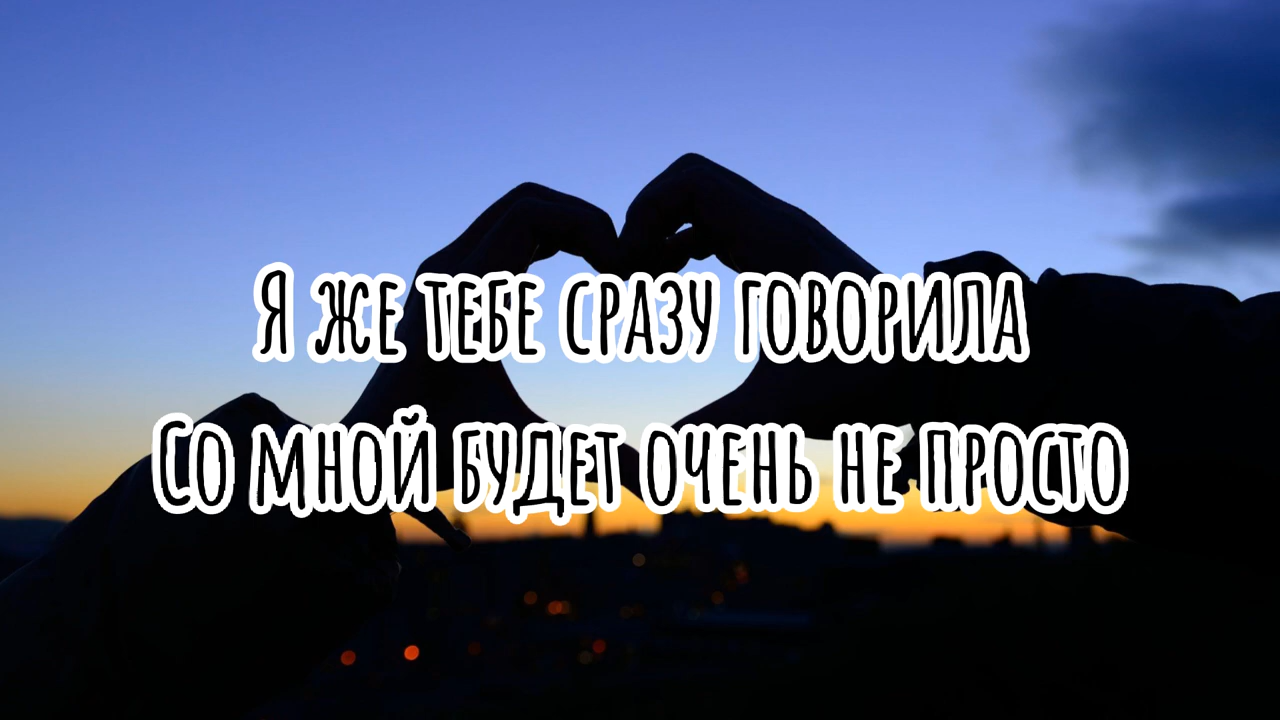 Я же тебе сразу говорила
Со мной будет очень не просто